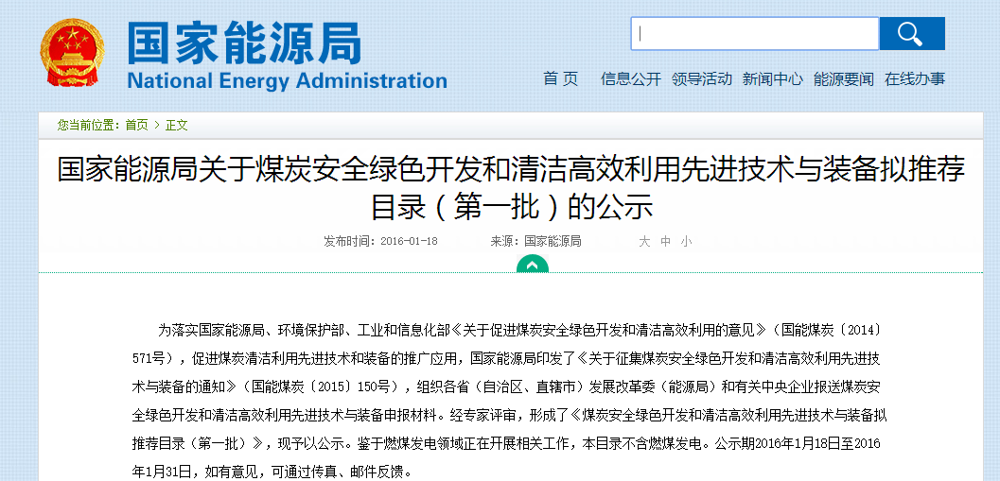 国家能源局
National Energy Administration
首 页 信息公开 领导活动 新闻中心 能源要闻 在线办事
您当前位置：首页 > 正文
国家能源局关于煤炭安全绿色开发和清洁高效利用先进技术与装备拟推荐
目录（第一批）的公示
发布时间：2016-01-18 来源：国家能源局 大 中 小
为落实国家能源局、环境保护部、工业和信息化部《关于促进煤炭安全绿色开发和清洁高效利用的意见》（国能煤炭〔2014〕
571号），促进煤炭清洁利用先进技术和装备的推广应用，国家能源局印发了《关于征集煤炭安全绿色开发和清洁高效利用先进技
术与装备的通知》（国能煤炭〔2015〕150号），组织各省（自治区、直辖市）发展改革委（能源局）和有关中央企业报送煤炭安
全绿色开发和清洁高效利用先进技术与装备申报材料。经专家评审，形成了《煤炭安全绿色开发和清洁高效利用先进技术与装备拟
推荐目录（第一批）》，现予以公示。鉴于燃煤发电领域正在开展相关工作，本目录不含燃煤发电。公示期2016年1月18日至2016
年1月31日，如有意见，可通过传真、邮件反馈。